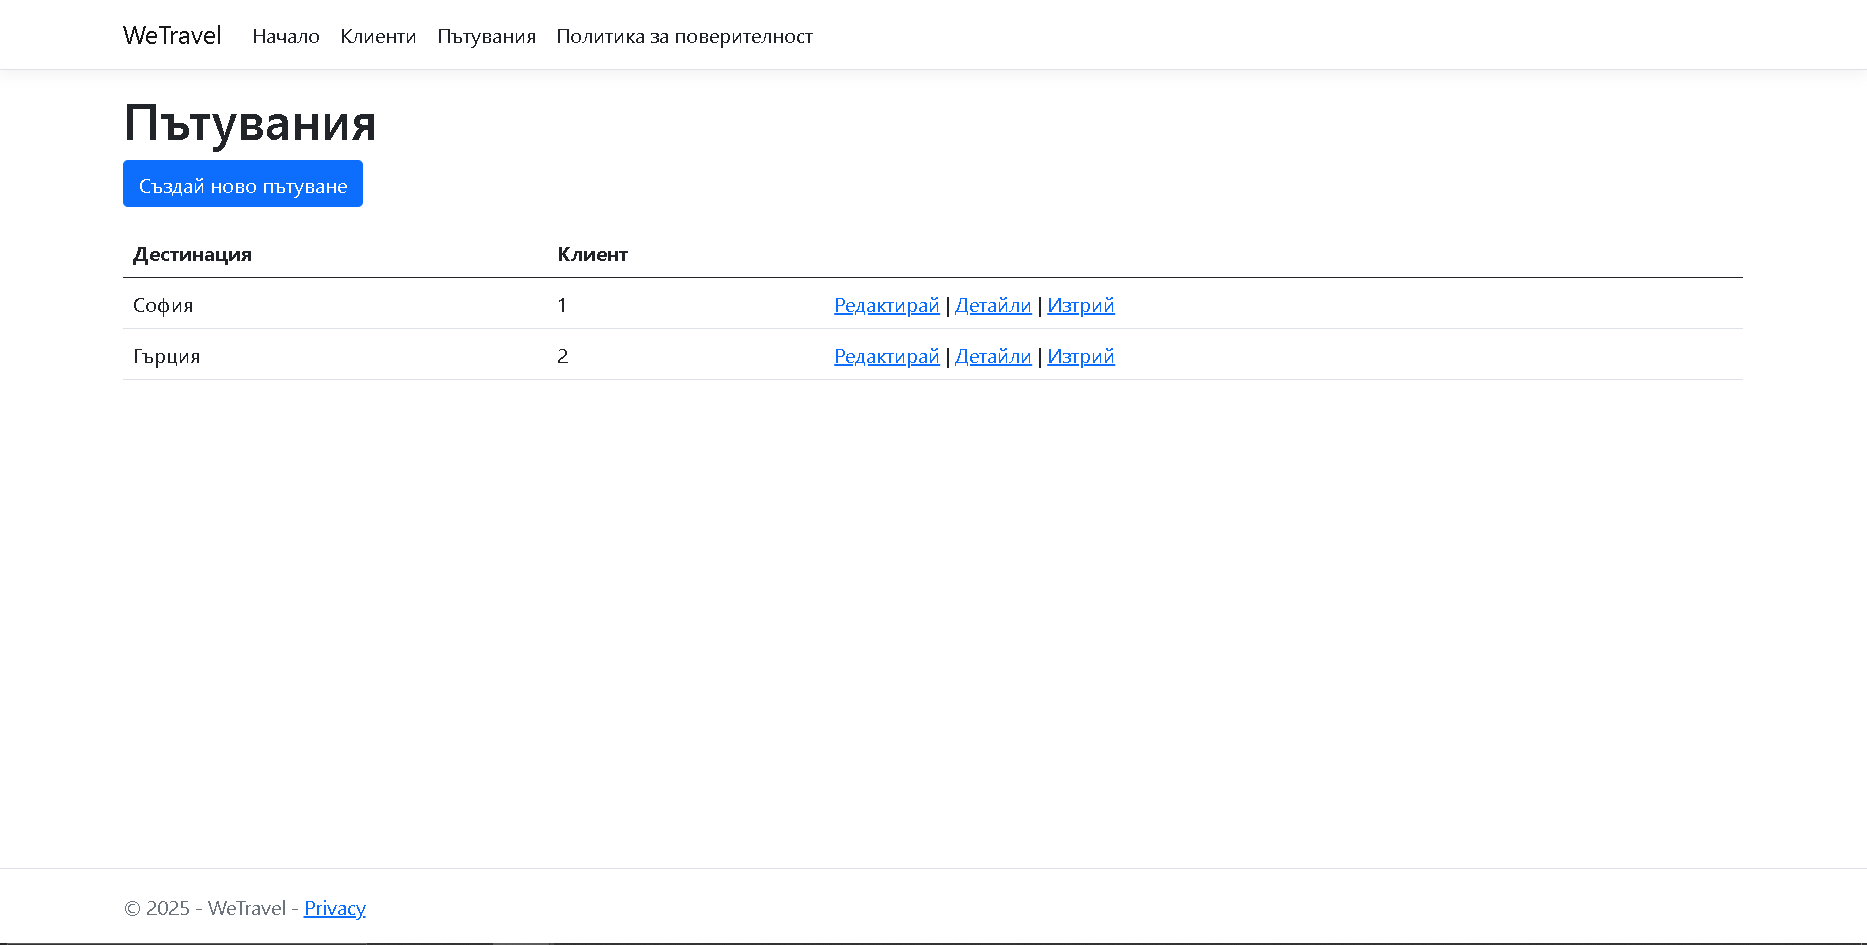 WeTravel Начало Клиенти Пътувания Политика за поверителност
Пътувания
Създай ново пътуване
Дестинация Клиент
София 1 Редактирай | Детайли | Изтрий
Гърция 2 Редактирай | Детайли | Изтрий
© 2025 - WeTravel - Privacy